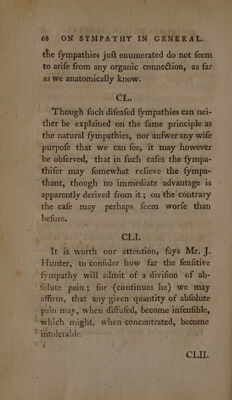 68 ON SYMPATHY IN GENERAL.
the ſympathies juſt enumerated do not ſeem
to ariſe from any organic connection, as far
as we anatomically know.
CL.
Though ſuch diſeaſed ſympathies can nei-
ther be explained on the ſame principle as
the natural ſympathies, nor anſwer any wiſe
purpoſe that we can ſee, it may however
be obſerved, that in ſuch caſes the ſympa-
thiſer may ſomewhat relieve the ſympa-
thant, though no immediate advantage is
apparently derived from it; on the contrary
the caſe may perhaps ſeem worſe than
before.
CLI.
It is worth our attention, ſays Mr. J.
Hunter, to conſider how far the ſenſitive
ſympathy will admit of a diviſion of ab-
ſolute pain; for (continues he) we may
affirm, that any given quantity of abſolute
pain may, when diffuſed, become inſenſible,
which might, when concentrated, become
intolerable.
CLII.